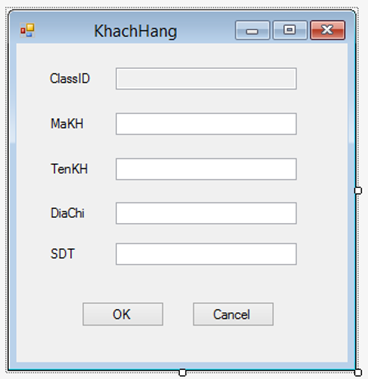 KhachHang
ClassID
MaKH
TenKH
DiaChi
SDT
OK Cancel